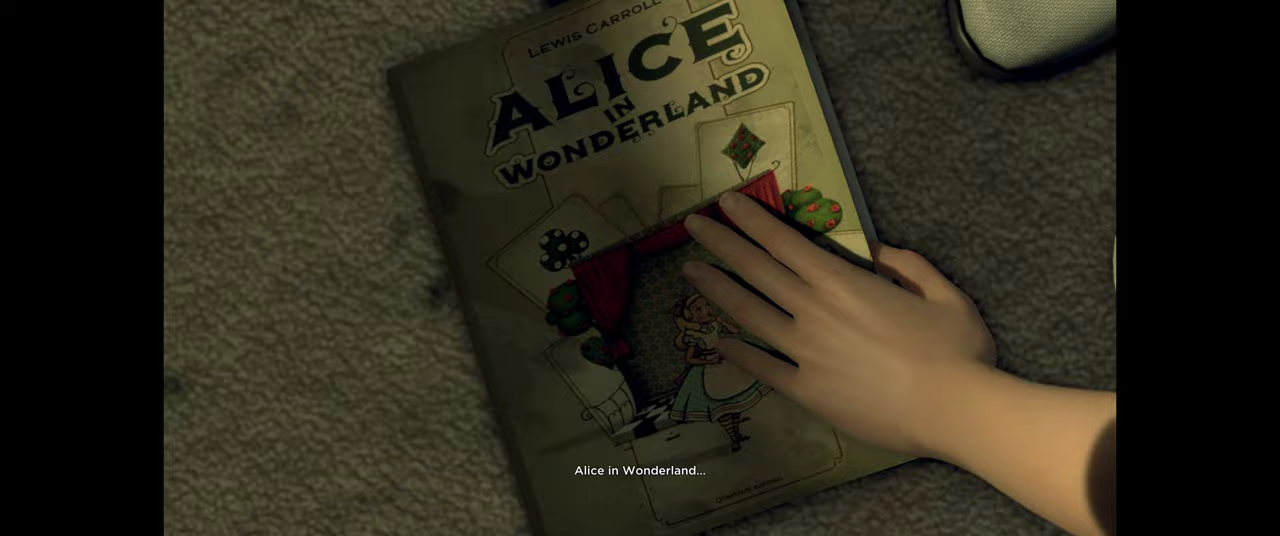 LEWIS CARROLL
ALICE
IN
WONDERLAND
Alice in Wonderland...